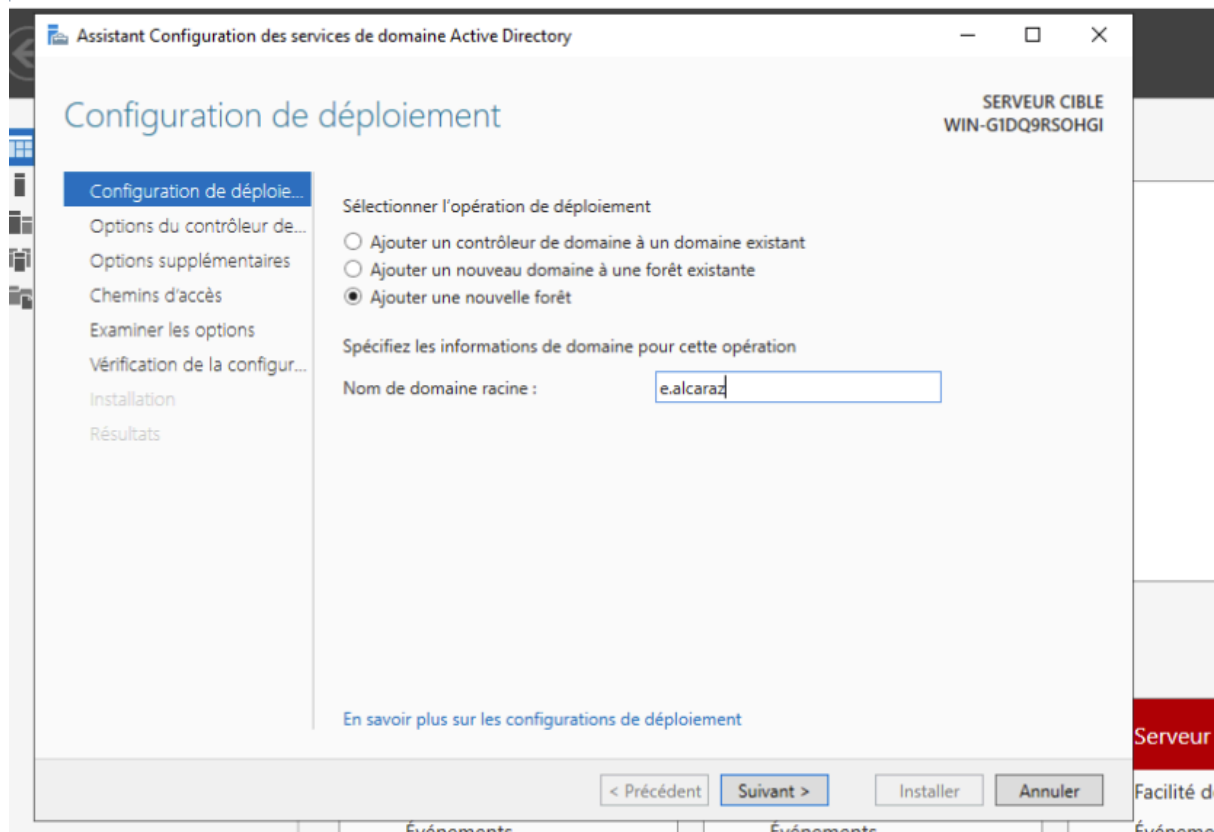 Assistant Configuration des services de domaine Active Directory
Configuration de déploiement
SERVEUR CIBLE
WIN-G1DQ9RSOHGI
Configuration de déploie...
Options du contrôleur de...
Options supplémentaires
Chemins d'accès
Examiner les options
Vérification de la configur...
Installation
Résultats
Sélectionner l'opération de déploiement
Ajouter un contrôleur de domaine à un domaine existant
Ajouter un nouveau domaine à une forêt existante
Ajouter une nouvelle forêt
Spécifiez les informations de domaine pour cette opération
Nom de domaine racine : e.alcaraz
En savoir plus sur les configurations de déploiement
< Précédent Suivant > Installer Annuler
Serveur
Facilité d
Événements Événements Événeme